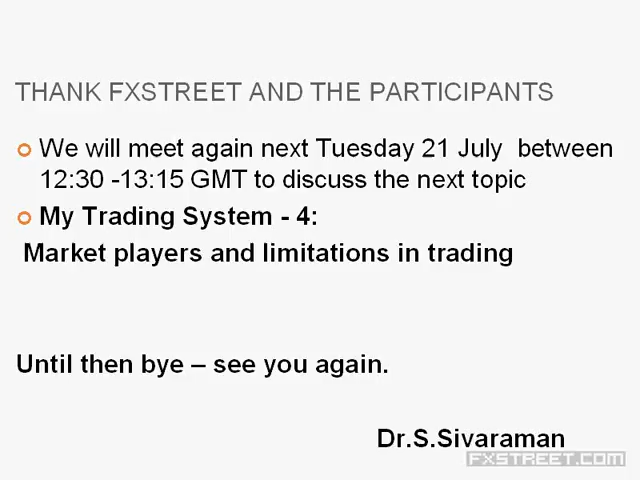 THANK FXSTREET AND THE PARTICIPANTS
We will meet again next Tuesday 21 July between
12:30 -13:15 GMT to discuss the next topic
My Trading System - 4:
Market players and limitations in trading
Until then bye – see you again.
Dr.S.Sivaraman
FXSTREET.COM